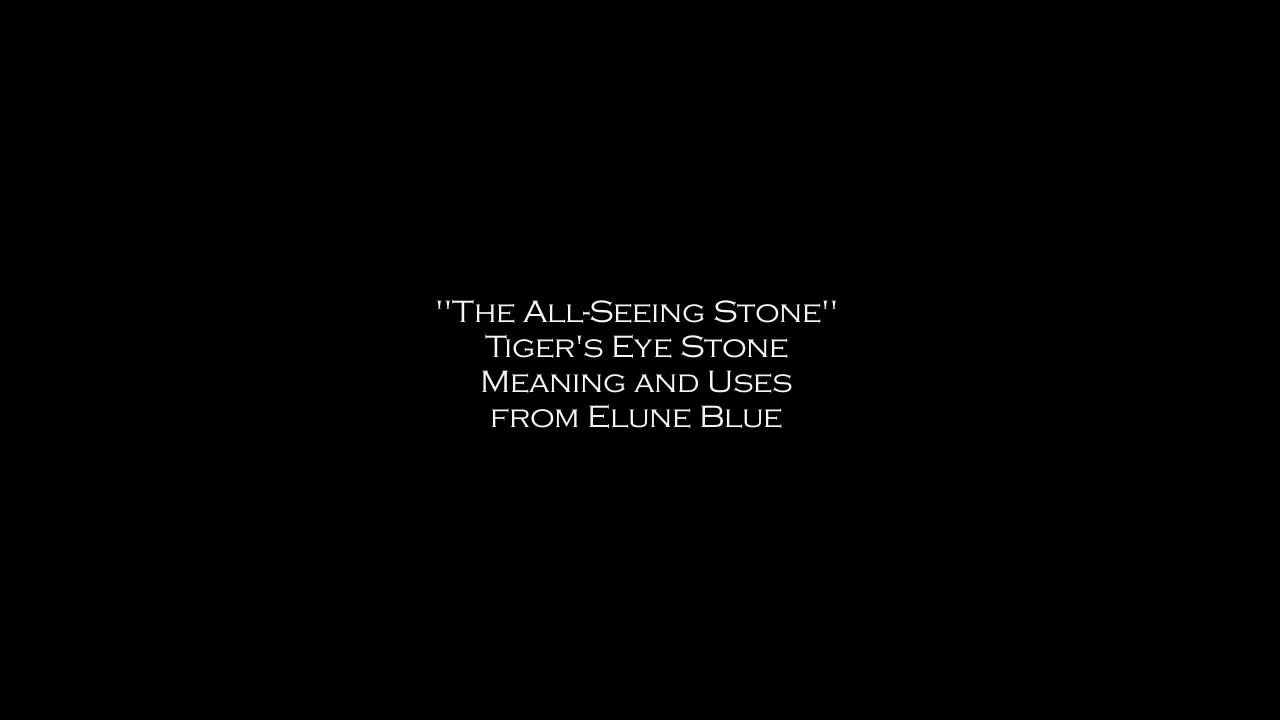 "The All-Seeing Stone"
Tiger's Eye Stone
Meaning and Uses
from Elune Blue